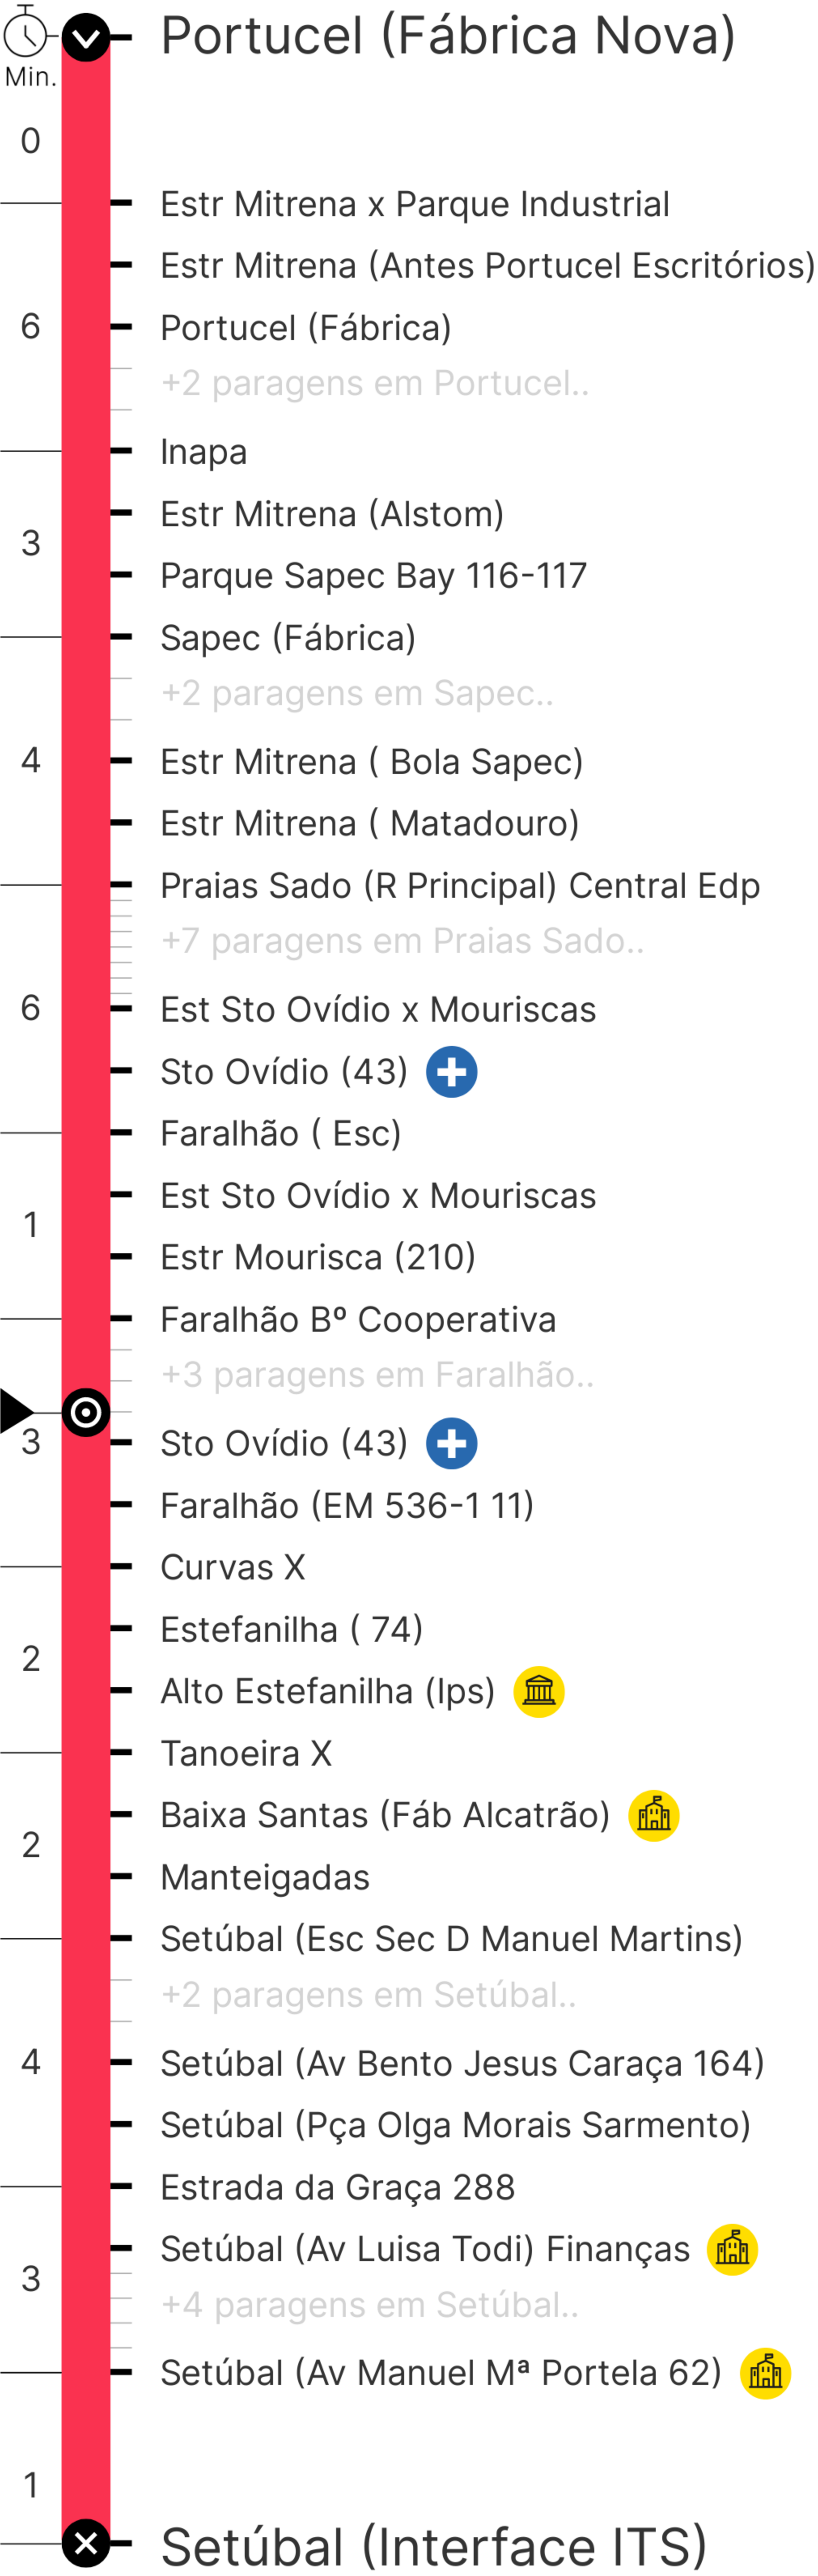 Portucel (Fábrica Nova)
Min.
0
Estr Mitrena x Parque Industrial
Estr Mitrena (Antes Portucel Escritórios)
6
Portucel (Fábrica)
+2 paragens em Portucel..
Inapa
Estr Mitrena (Alstom)
3
Parque Sapec Bay 116-117
Sapec (Fábrica)
+2 paragens em Sapec..
4
Estr Mitrena ( Bola Sapec)
Estr Mitrena ( Matadouro)
Praias Sado (R Principal) Central Edp
+7 paragens em Praias Sado..
6
Est Sto Ovídio x Mouriscas
Sto Ovídio (43)
Faralhão ( Esc)
Est Sto Ovídio x Mouriscas
1
Estr Mourisca (210)
Faralhão Bº Cooperativa
+3 paragens em Faralhão..
3
Sto Ovídio (43)
Faralhão (EM 536-1 11)
Curvas X
Estefanilha ( 74)
2
Alto Estefanilha (Ips)
Tanoeira X
Baixa Santas (Fáb Alcatrão)
2
Manteigadas
Setúbal (Esc Sec D Manuel Martins)
+2 paragens em Setúbal..
4
Setúbal (Av Bento Jesus Caraça 164)
Setúbal (Pça Olga Morais Sarmento)
Estrada da Graça 288
Setúbal (Av Luisa Todi) Finanças
3
+4 paragens em Setúbal..
Setúbal (Av Manuel Mª Portela 62)
1
Setúbal (Interface ITS)